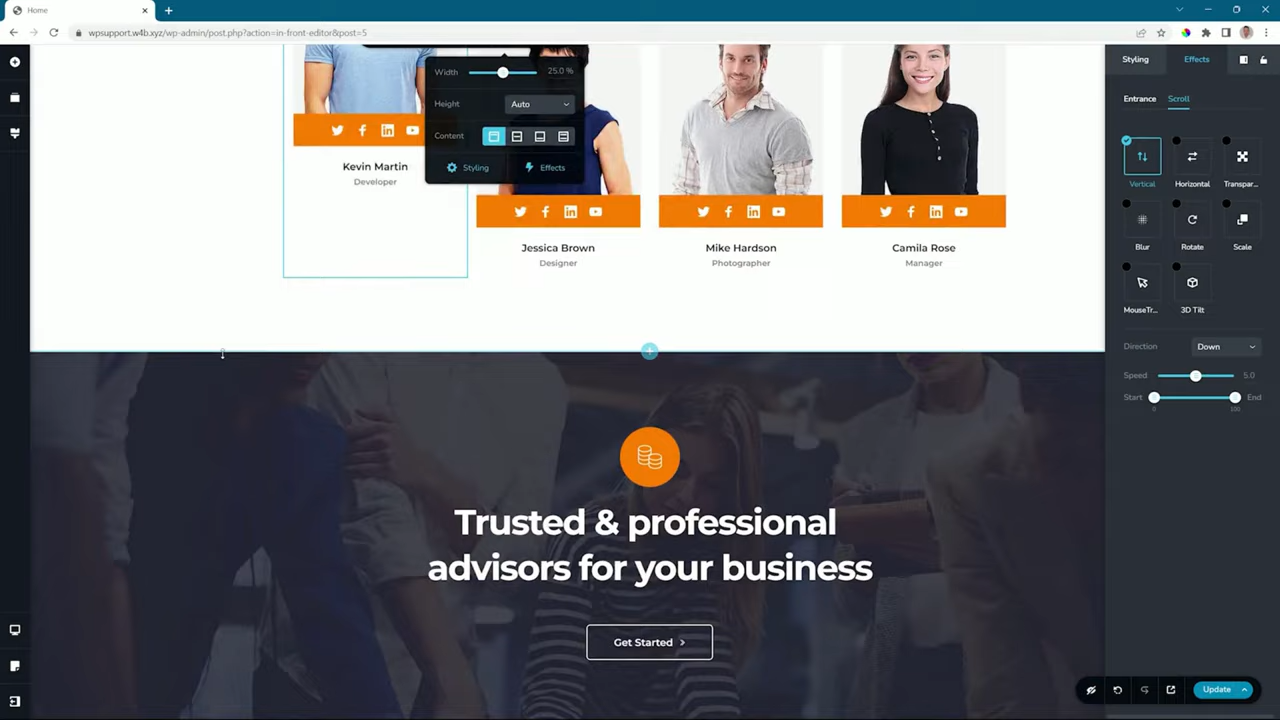 Home
wpsupport.w4b.xyz/wp-admin/post.php?action=in-front-editor&post=5
Styling
Effects
Entrance
Scroll
Vertical
Horizontal
Transpar...
Blur
Rotate
Scale
MouseTr...
3D Tilt
Direction
Down
Speed
5.0
Start
End
0
100
Width
25.0 %
Height
Auto
Content
Styling
Effects
Kevin Martin
Developer
Jessica Brown
Designer
Mike Hardson
Photographer
Camila Rose
Manager
Trusted & professional
advisors for your business
Get Started
Update